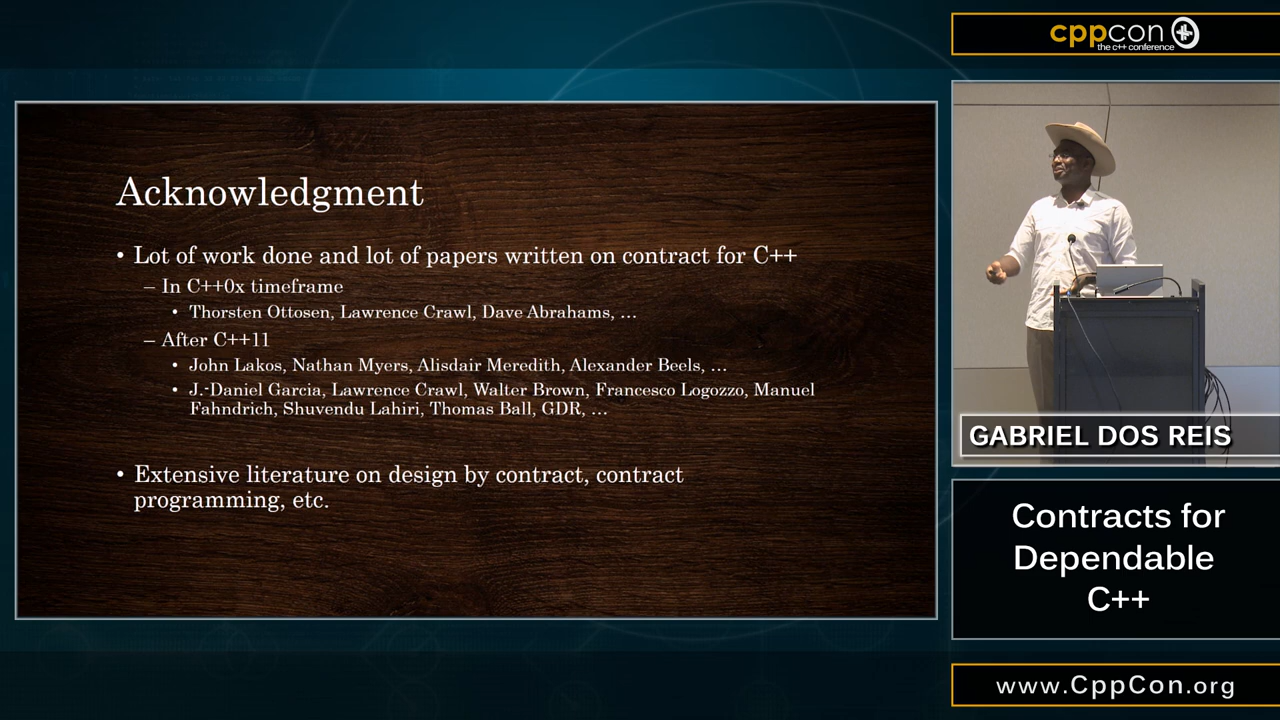 Acknowledgment
• Lot of work done and lot of papers written on contract for C++
– In C++0x timeframe
• Thorsten Ottosen, Lawrence Crawl, Dave Abrahams, …
– After C++11
• John Lakos, Nathan Myers, Alisdair Meredith, Alexander Beels, …
• J.-Daniel Garcia, Lawrence Crawl, Walter Brown, Francesco Logozzo, Manuel
Fahndrich, Shuvendu Lahiri, Thomas Ball, GDR, …
• Extensive literature on design by contract, contract
programming, etc.
cppcon
the c++ conference
GABRIEL DOS REIS
Contracts for
Dependable
C++
www.CppCon.org